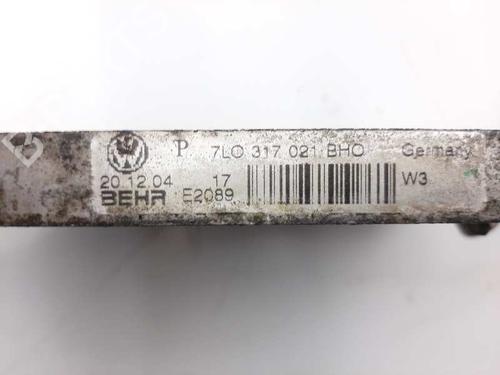 P 7L0 317 021 BHO Germany
20.12.04 17 W3
BEHR E2089